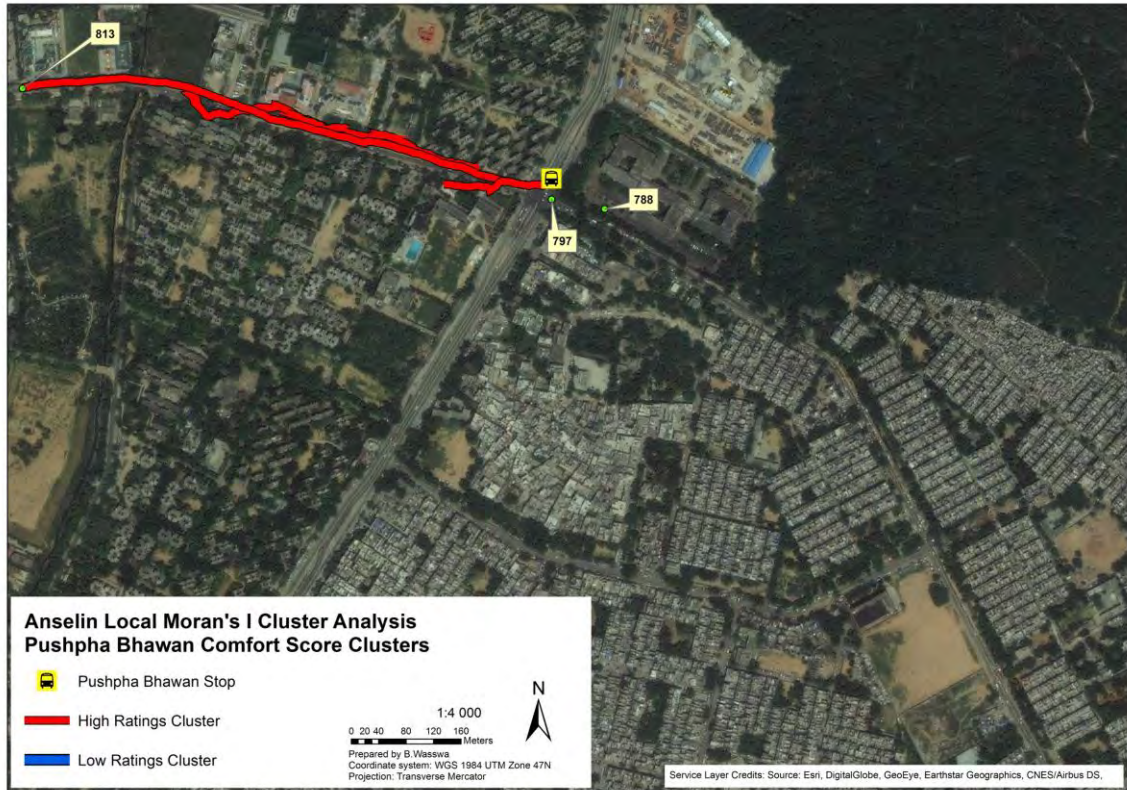 813
788
797
Anselin Local Moran's I Cluster Analysis
Pushpha Bhawan Comfort Score Clusters
Pushpha Bhawan Stop
High Ratings Cluster
Low Ratings Cluster
N
1:4 000
0 20 40 80 120 160
Meters
Prepared by B.Wasswa
Coordinate system: WGS 1984 UTM Zone 47N
Projection: Transverse Mercator
Service Layer Credits: Source: Esri, DigitalGlobe, GeoEye, Earthstar Geographics, CNES/Airbus DS,